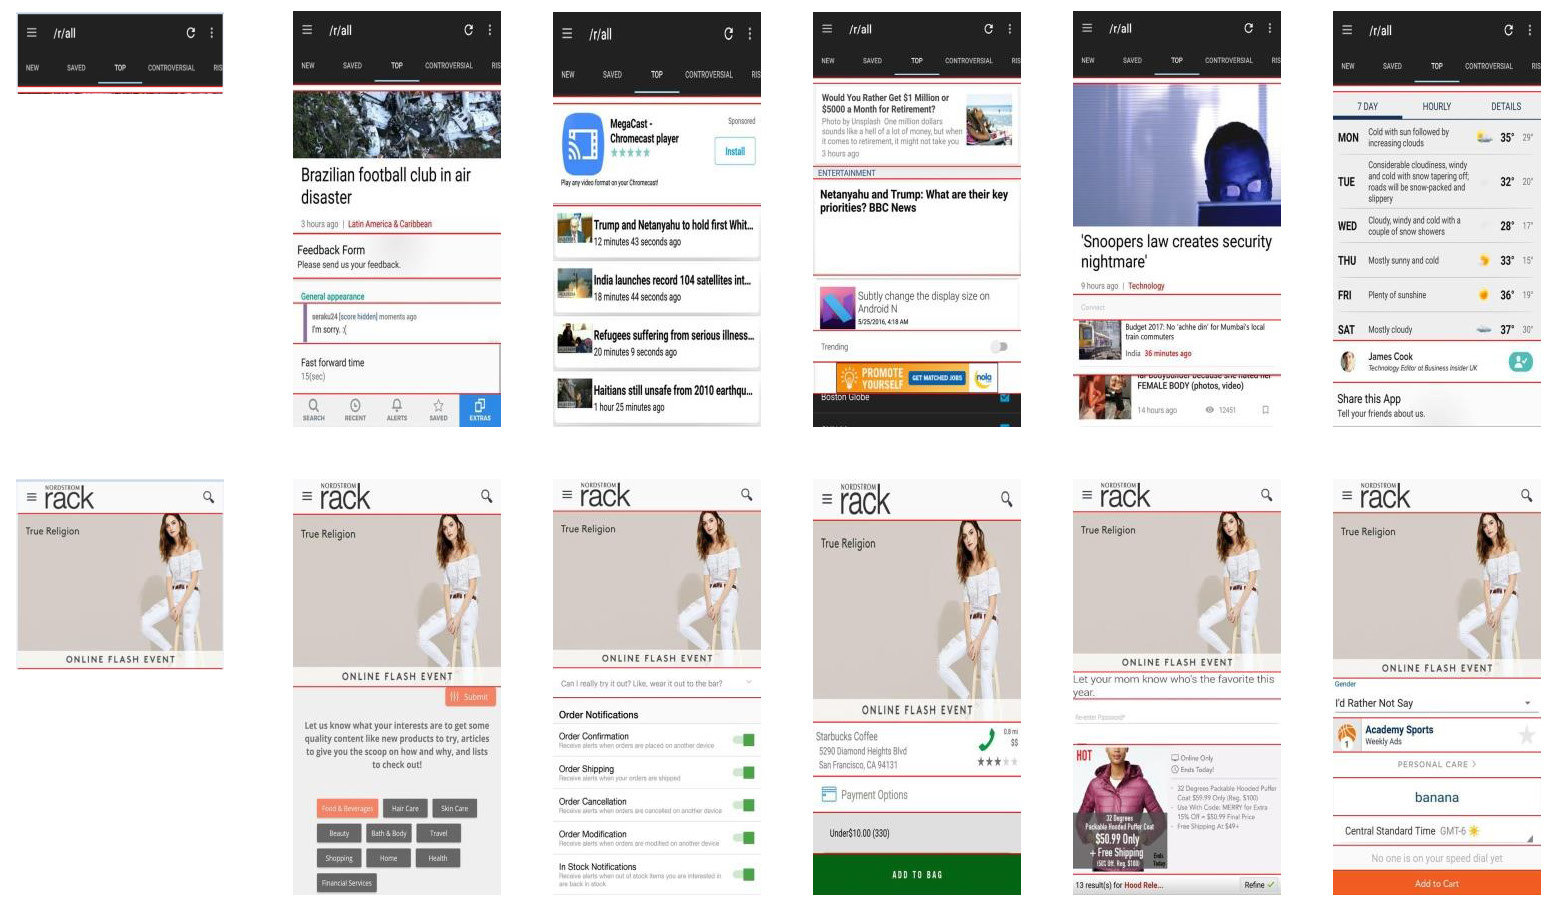 /r/all
NEW SAVED TOP CONTROVERSIAL RIS
/r/all
NEW SAVED TOP CONTROVERSIAL RIS
Brazilian football club in air
disaster
3 hours ago | Latin America & Caribbean
Feedback Form
Please send us your feedback.
General appearance
seraku24 [score hidden] moments ago
I'm sorry. :(
Fast forward time
15(sec)
SEARCH RECENT ALERTS SAVED EXTRAS
/r/all
NEW SAVED TOP CONTROVERSIAL RIS
MegaCast -
Chromecast player
Sponsored
Install
Play any video format on your Chromecast!
Trump and Netanyahu to hold first Whit...
12 minutes 43 seconds ago
India launches record 104 satellites int...
18 minutes 44 seconds ago
Refugees suffering from serious illness...
20 minutes 9 seconds ago
Haitians still unsafe from 2010 earthqu...
1 hour 25 minutes ago
/r/all
NEW SAVED TOP CONTROVERSIAL RIS
Would You Rather Get $1 Million or
$5000 a Month for Retirement?
Photo by Unsplash One million dollars
sounds like a hell of a lot of money, but when
it comes to retirement, it might not take you
3 hours ago
ENTERTAINMENT
Netanyahu and Trump: What are their key
priorities? BBC News
Subtly change the display size on
Android N
5/25/2016, 4:18 AM
Trending
PROMOTE
YOURSELF
GET MATCHED JOBS
nola
Boston Globe
/r/all
NEW SAVED TOP CONTROVERSIAL RIS
'Snoopers law creates security
nightmare'
9 hours ago | Technology
Connect
Budget 2017: No 'achhe din' for Mumbai's local
train commuters
India 36 minutes ago
bodybuilder because she hated her
FEMALE BODY (photos, video)
14 hours ago 12451
/r/all
NEW SAVED TOP CONTROVERSIAL RIS
7 DAY HOURLY DETAILS
MON Cold with sun followed by
increasing clouds 35° 29°
TUE Considerable cloudiness, windy
and cold with snow tapering off;
roads will be snow-packed and
slippery 32° 20°
WED Cloudy, windy and cold with a
couple of snow showers 28° 17°
THU Mostly sunny and cold 33° 15°
FRI Plenty of sunshine 36° 19°
SAT Mostly cloudy 37° 30°
James Cook
Technology Editor at Business Insider UK
Share this App
Tell your friends about us.
NORDSTROM
rack
True Religion
ONLINE FLASH EVENT
NORDSTROM
rack
True Religion
ONLINE FLASH EVENT
Submit
Let us know what your interests are to get some
quality content like new products to try, articles
to give you the scoop on how and why, and lists
to check out!
Food & Beverages Hair Care Skin Care
Beauty Bath & Body Travel
Shopping Home Health
Financial Services
NORDSTROM
rack
True Religion
ONLINE FLASH EVENT
Can I really try it out? Like, wear it out to the bar?
Order Notifications
Order Confirmation
Receive alerts when orders are placed on another device
Order Shipping
Receive alerts when your orders are shipped
Order Cancellation
Receive alerts when orders are cancelled on another device
Order Modification
Receive alerts when orders are modified on another device
In Stock Notifications
Receive alerts when out of stock items you are interested in
are back in stock.
NORDSTROM
rack
True Religion
ONLINE FLASH EVENT
Starbucks Coffee
5290 Diamond Heights Blvd
San Francisco, CA 94131
0.8 mi
$$
Payment Options
Under$10.00 (330)
ADD TO BAG
NORDSTROM
rack
True Religion
ONLINE FLASH EVENT
Let your mom know who's the favorite this
year.
Re-enter Password*
HOT
32 Degrees
Packable Hooded Puffer Coat
$50.99 Only
+ Free Shipping
(50% Off. Reg. $100)
Ends
Today
Online Only
Ends Today!
32 Degrees Packable Hooded Puffer
Coat $59.99 Only (Reg. $100)
Use With Code: MERRY for Extra
15% Off = $50.99 Final Price
Free Shipping At $49+
13 result(s) for Hood Rele...
Refine
NORDSTROM
rack
True Religion
ONLINE FLASH EVENT
Gender
I'd Rather Not Say
Academy Sports
Weekly Ads
1
PERSONAL CARE >
banana
Central Standard Time GMT-6
No one is on your speed dial yet
Add to Cart